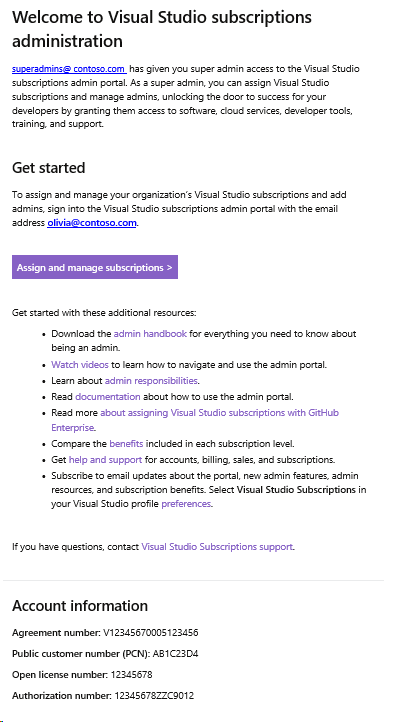 Welcome to Visual Studio subscriptions
administration
superadmins@ contoso.com has given you super admin access to the Visual Studio
subscriptions admin portal. As a super admin, you can assign Visual Studio
subscriptions and manage admins, unlocking the door to success for your
developers by granting them access to software, cloud services, developer tools,
training, and support.
Get started
To assign and manage your organization's Visual Studio subscriptions and add
admins, sign into the Visual Studio subscriptions admin portal with the email
address olivia@contoso.com.
Assign and manage subscriptions >
Get started with these additional resources:
• Download the admin handbook for everything you need to know about
being an admin.
• Watch videos to learn how to navigate and use the admin portal.
• Learn about admin responsibilities.
• Read documentation about how to use the admin portal.
• Read more about assigning Visual Studio subscriptions with GitHub
Enterprise.
• Compare the benefits included in each subscription level.
• Get help and support for accounts, billing, sales, and subscriptions.
• Subscribe to email updates about the portal, new admin features, admin
resources, and subscription benefits. Select Visual Studio Subscriptions in
your Visual Studio profile preferences.
If you have questions, contact Visual Studio Subscriptions support.
Account information
Agreement number: V12345670005123456
Public customer number (PCN): AB1C23D4
Open license number: 12345678
Authorization number: 12345678ZZC9012